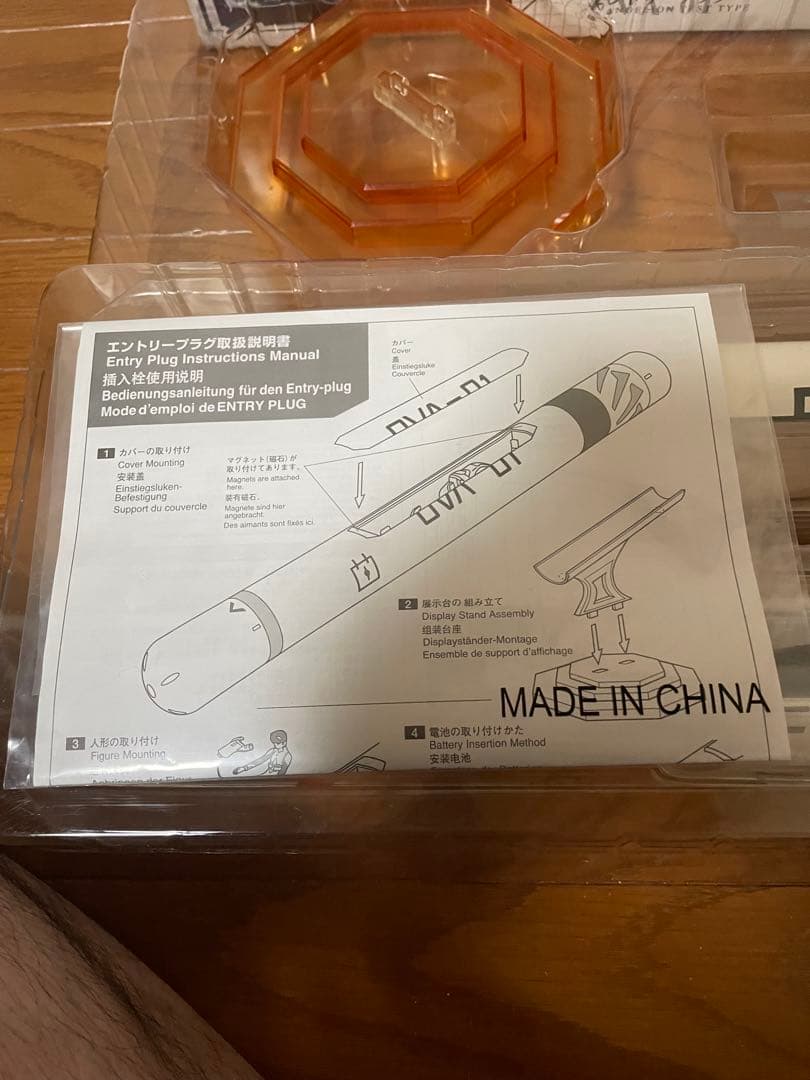 エントリープラグ取扱説明書
Entry Plug Instructions Manual
插入栓使用说明
Bedienungsanleitung für den Entry-plug
Mode d'emploi de ENTRY PLUG
カバー
Cover
盖
Einstiegsluke
Couvercle
1 カバーの取り付け
Cover Mounting
安装盖
Einstiegsluken-
Befestigung
Support du couvercle
マグネット(磁石)が
取り付けてあります。
Magnets are attached
here.
装有磁石.
Magnete sind hier
angebracht.
Des aimants sont fixés ici.
2 展示台の組み立て
Display Stand Assembly
组装台座
Displayständer-Montage
Ensemble de support d'affichage
MADE IN CHINA
3 人形の取り付け
Figure Mounting
4 電池の取り付けかた
Battery Insertion Method
安装电池